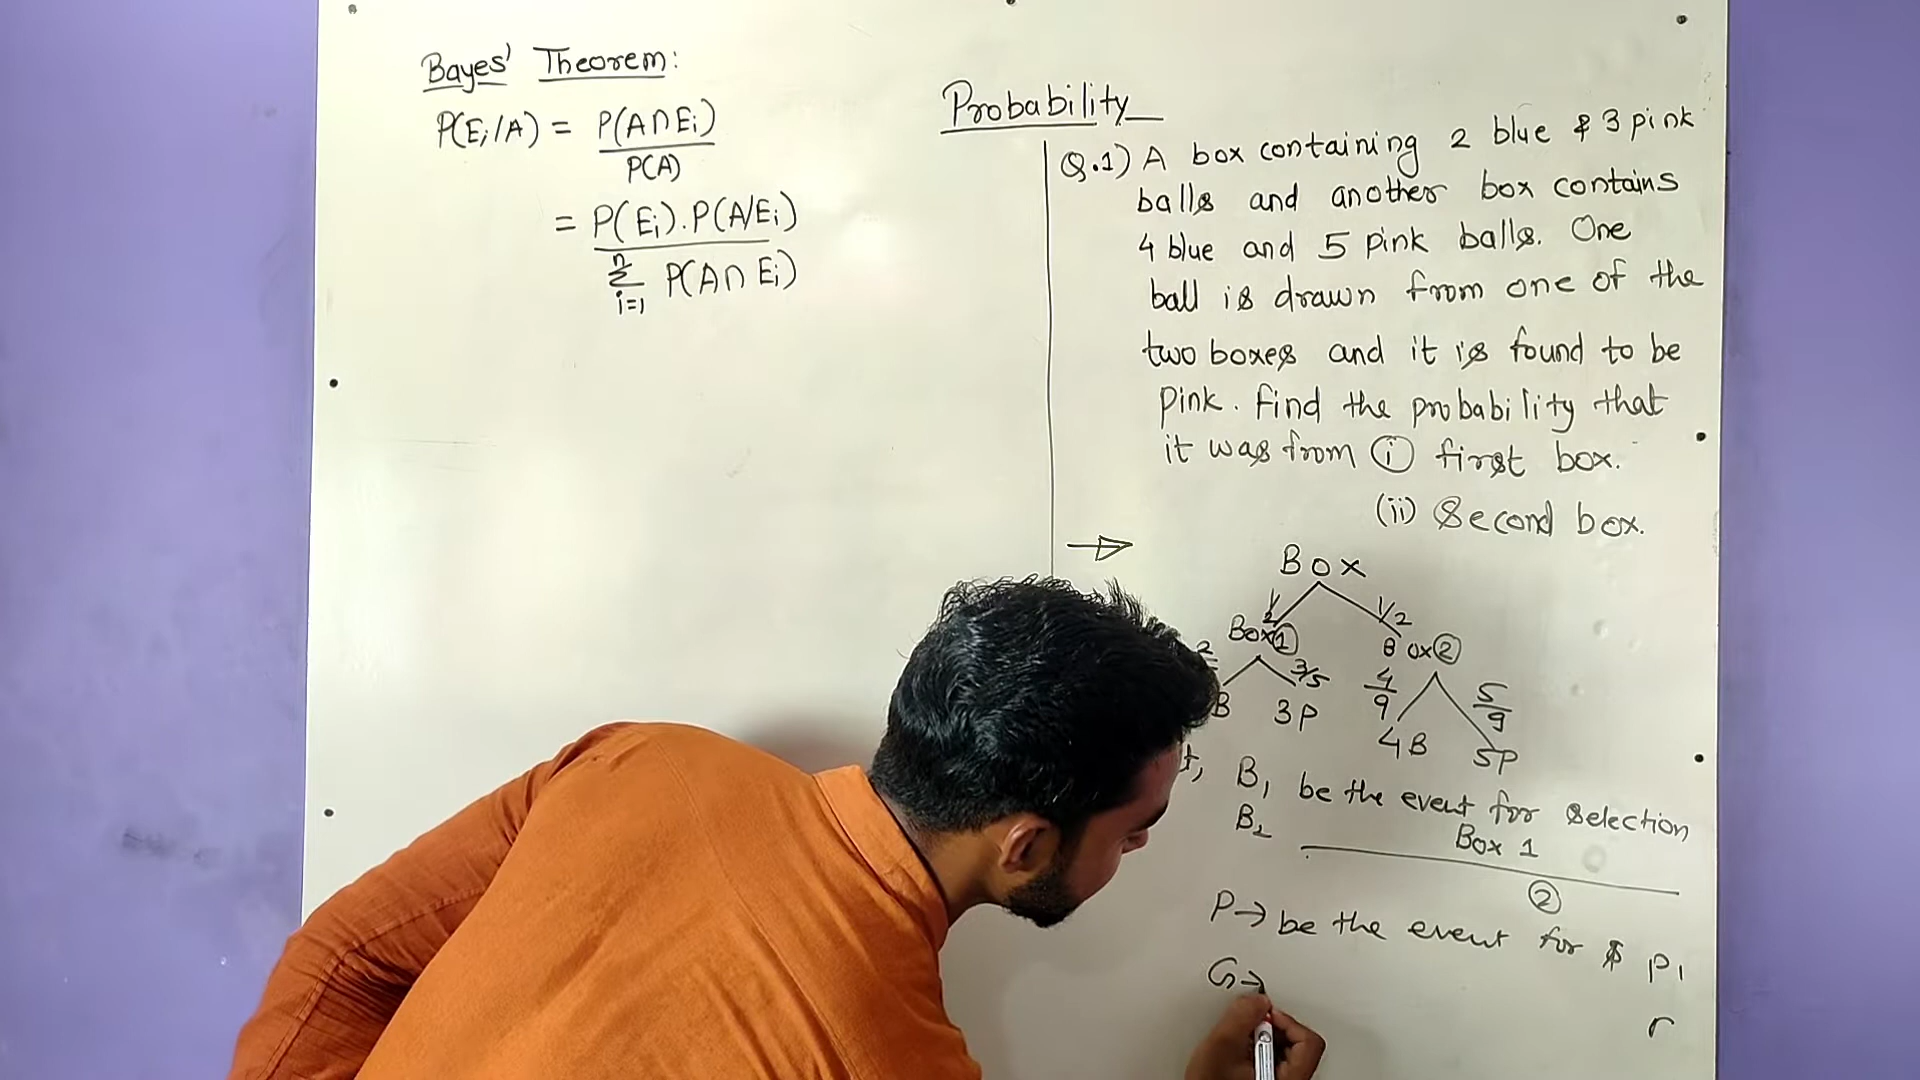 Bayes' Theorem:
P(Ei/A) = P(A∩Ei)
P(A)
= P(Ei).P(A/Ei)
n
Σ P(A∩Ei)
i=1
Probability
Q.1) A box containing 2 blue & 3 pink
balls and another box contains
4 blue and 5 pink balls. One
ball is drawn from one of the
two boxes and it is found to be
pink. Find the probability that
it was from (i) first box.
(ii) Second box.
→ Box
1/2 1/2
Box① Box②
2 3/5 4/9 5/9
B 3P 4B 5P
t, B1 be the event for selection
B2 Box 1
②
P→ be the event for P
G→